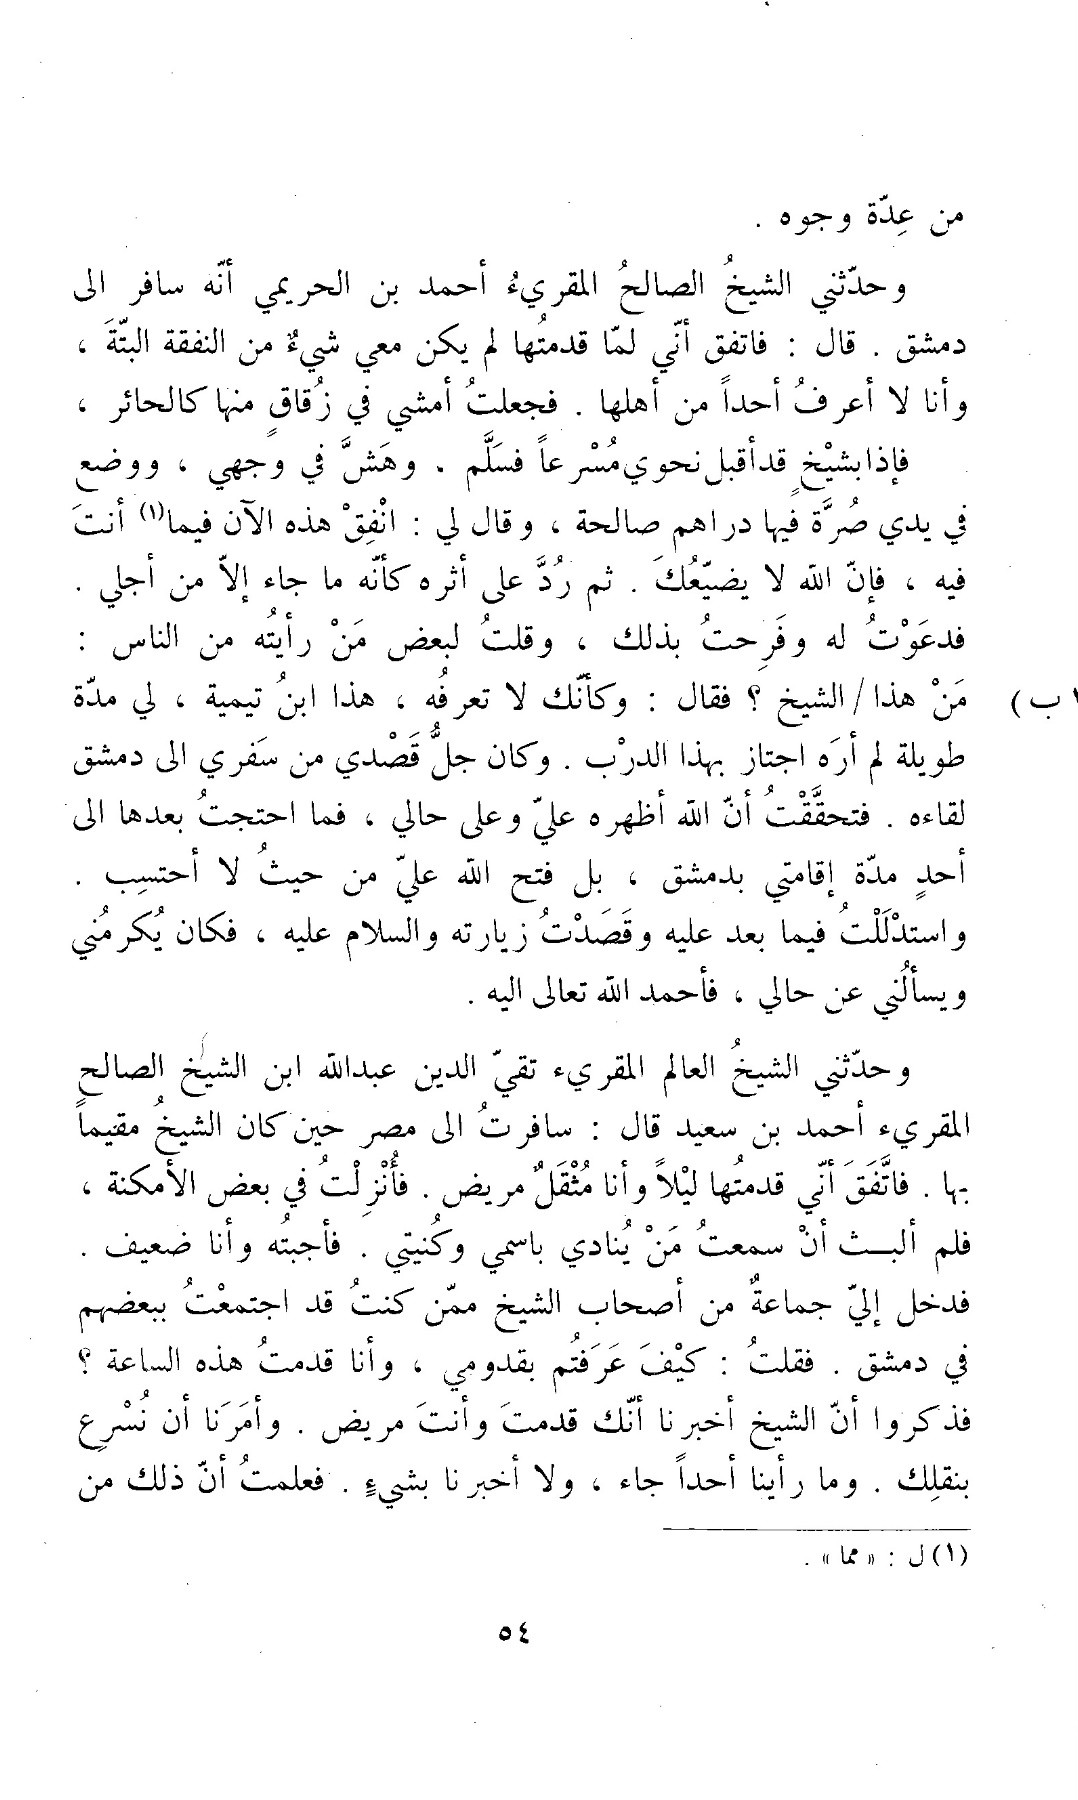 من عِدّة وجوه .
وحدّثني الشيخُ الصالحُ المقريءُ أحمد بن الحريمي أنّه سافر الى
دمشق . قال : فاتفق أنّي لمّا قدمتُها لم يكن معي شيءٌ من النفقة البتّةَ ،
وأنا لا أعرفُ أحداً من أهلها . فجعلتُ أمشي في زُقاقٍ منها كالحائر ،
فإذا بشيْخٍ قد أقبل نحوي مُسْرعاً فسَلَّم . وهَشَّ في وجهي ، ووضع
في يدي صُرَّة فيها دراهم صالحة ، وقال لي : انْفِقْ هذه الآن فيما(١) أنتَ
فيه ، فإنّ الله لا يضيّعُكَ . ثم رُدَّ على أثره كأنّه ما جاء إلاّ من أجلي .
فدعَوْتُ له وفَرِحتُ بذلك ، وقلتُ لبعض مَنْ رأيتُه من الناس :
مَنْ هذا / الشيخ ؟ فقال : وكأنّك لا تعرفُه ، هذا ابنُ تيمية ، لي مدّة
١ ب)
طويلة لم أرَه اجتاز بهذا الدرْب . وكان جلُّ قَصْدي من سَفري الى دمشق
لقاءه . فتحقَّقْتُ أنّ الله أظهره عليّ وعلى حالي ، فما احتجتُ بعدها الى
أحدٍ مدّة إقامتي بدمشق ، بل فتح الله عليّ من حيثُ لا أحتسِب .
واستدْلَلْتُ فيما بعد عليه وقَصَدْتُ زيارته والسلام عليه ، فكان يُكرمُني
ويسألُني عن حالي ، فأحمد الله تعالى اليه .
وحدّثني الشيخُ العالم المقريء تقيّ الدين عبدالله ابن الشيخ الصالح
المقريء أحمد بن سعيد قال : سافرتُ الى مصر حين كان الشيخُ مقيماً
بها . فاتَّفَقَ أنّي قدمتُها ليْلاً وأنا مُثْقَلٌ مريض . فأُنْزِلْتُ في بعض الأمكنة ،
فلم ألبث أنْ سمعتُ مَنْ يُنادي باسمي وكُنيتي . فأجبتُه وأنا ضعيف .
فدخل إليّ جماعةٌ من أصحاب الشيخ ممّن كنتُ قد اجتمعْتُ ببعضهم
في دمشق . فقلتُ : كيْفَ عَرَفتُم بقدومي ، وأنا قدمتُ هذه الساعة ؟
فذكروا أنّ الشيخ أخبرنا أنّك قدمتَ وأنتَ مريض . وأمَرَنا أن نُسْرِع
بنقلِك . وما رأينا أحداً جاء ، ولا أخبرنا بشيءٍ . فعلمتُ أنّ ذلك من
(١) ل : « مما » .
٥٤